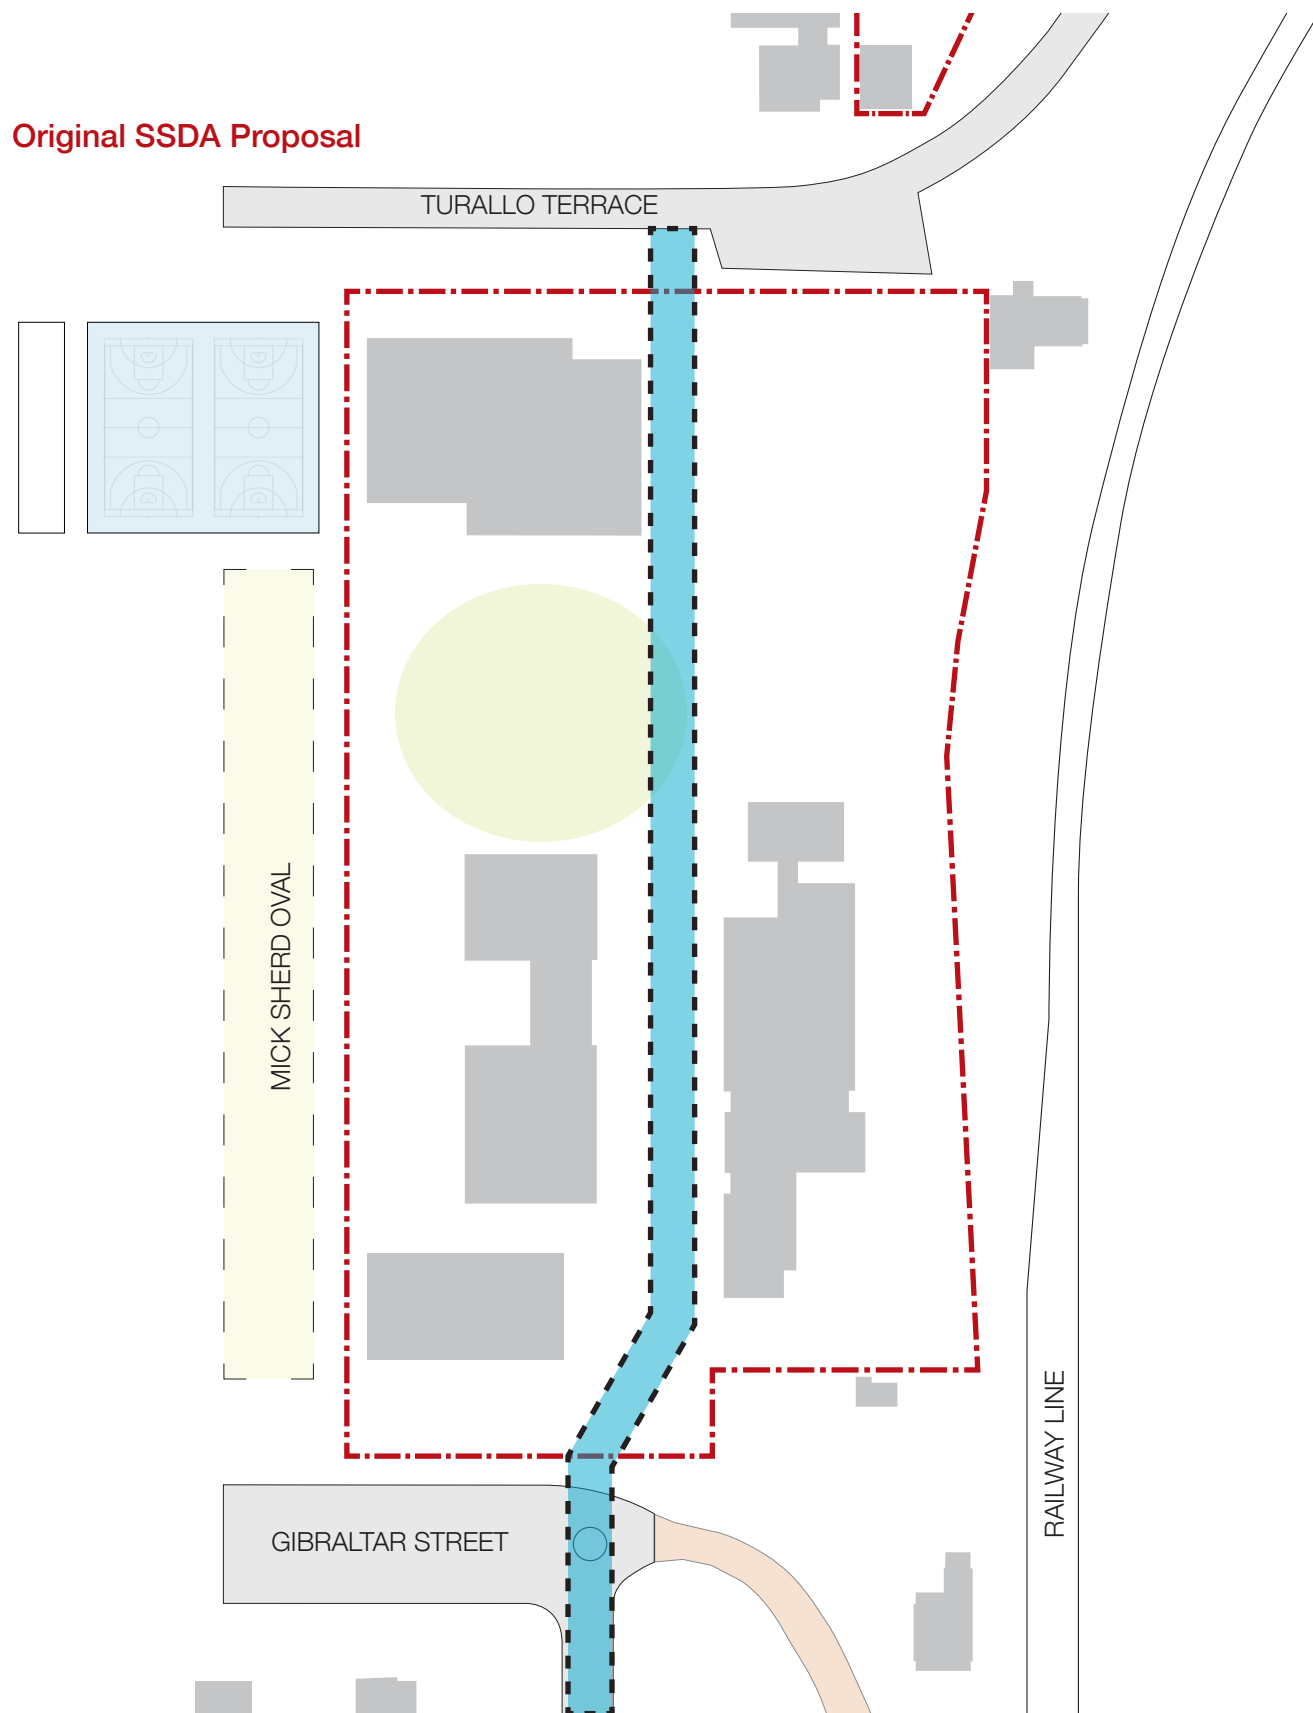 Original SSDA Proposal
TURALLO TERRACE
MICK SHERD OVAL
GIBRALTAR STREET
RAILWAY LINE